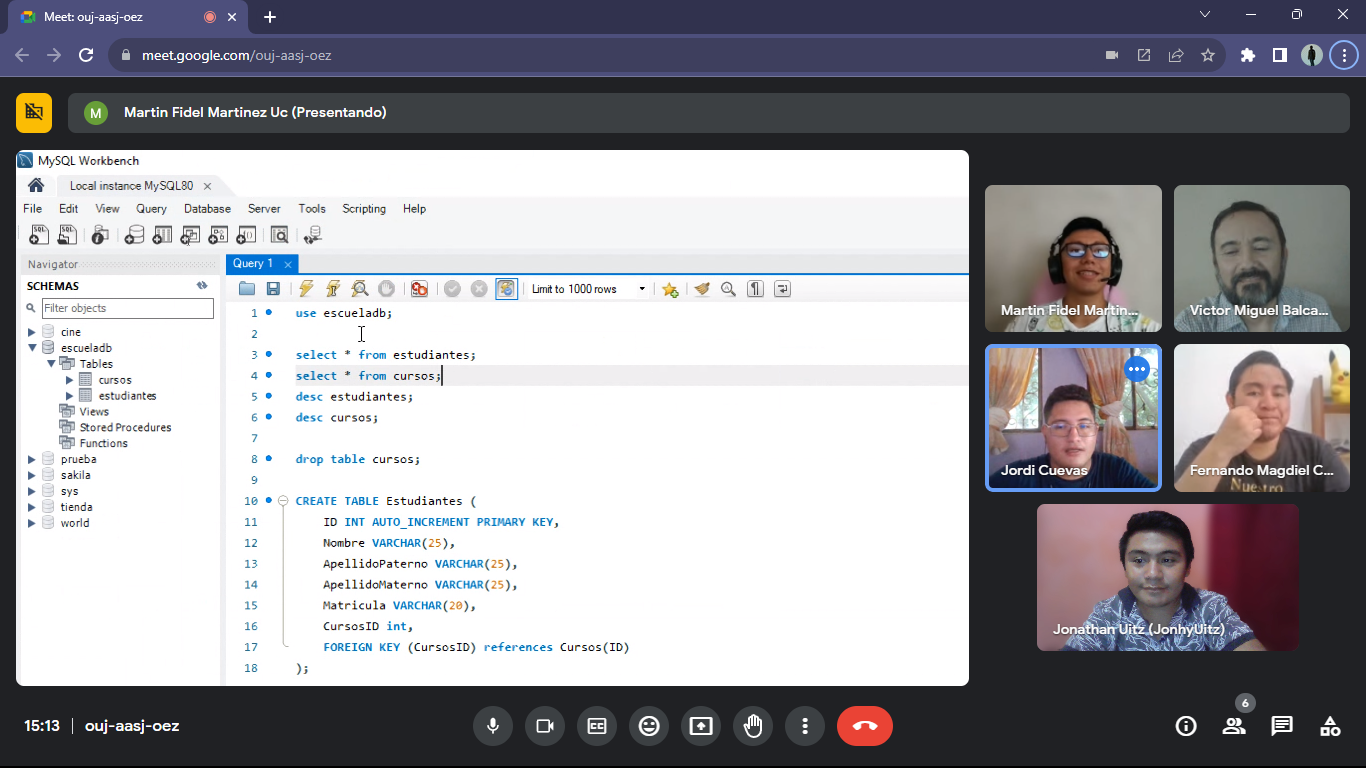 Meet: ouj-aasj-oez
meet.google.com/ouj-aasj-oez
M
Martin Fidel Martinez Uc (Presentando)
MySQL Workbench
Local instance MySQL80
File Edit View Query Database Server Tools Scripting Help
Navigator
SCHEMAS
Filter objects
cine
escueladb
Tables
cursos
estudiantes
Views
Stored Procedures
Functions
prueba
sakila
sys
tienda
world
Query 1
Limit to 1000 rows
1 use escueladb;
2
3 select * from estudiantes;
4 select * from cursos;
5 desc estudiantes;
6 desc cursos;
7
8 drop table cursos;
9
10 CREATE TABLE Estudiantes (
11 ID INT AUTO_INCREMENT PRIMARY KEY,
12 Nombre VARCHAR(25),
13 ApellidoPaterno VARCHAR(25),
14 ApellidoMaterno VARCHAR(25),
15 Matricula VARCHAR(20),
16 CursosID int,
17 FOREIGN KEY (CursosID) references Cursos(ID)
18 );
Martin Fidel Martin...
Victor Miguel Balca...
Jordi Cuevas
Fernando Magdiel C...
Nuestro
Jonathan Uitz (JonhyUitz)
15:13 | ouj-aasj-oez
6